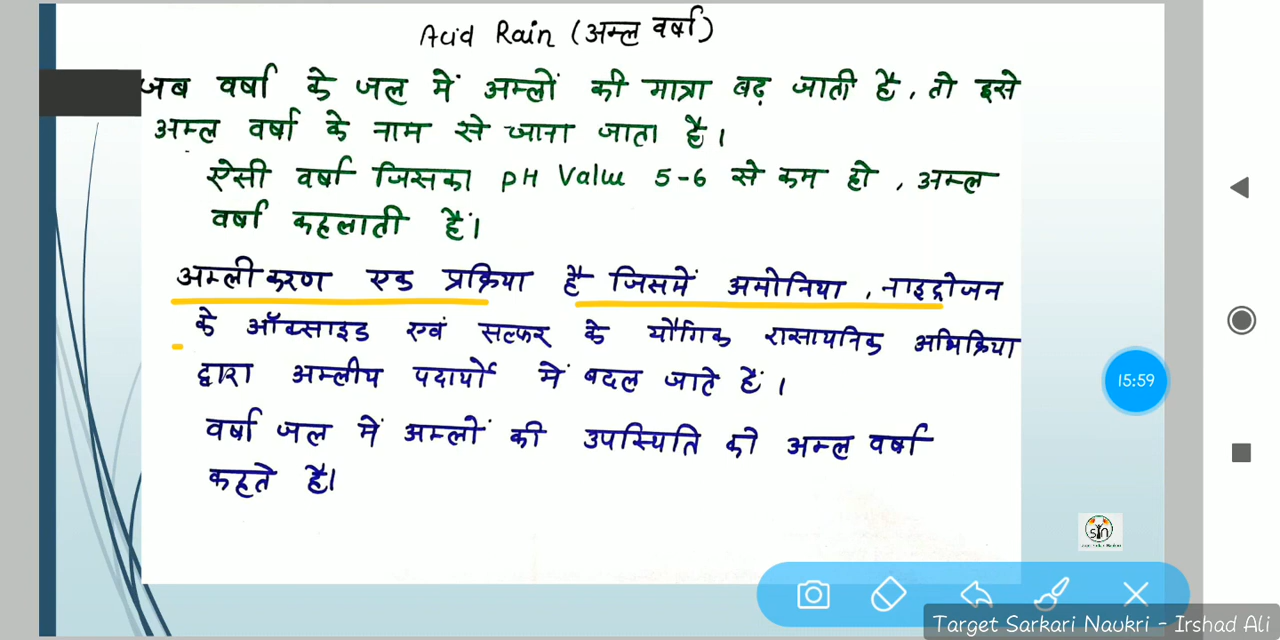 Acid Rain (अम्ल वर्षा)
जब वर्षा के जल में अम्लों की मात्रा बढ़ जाती है, तो इसे
अम्ल वर्षा के नाम से जाना जाता है।
ऐसी वर्षा जिसका pH Value 5-6 से कम हो, अम्ल
वर्षा कहलाती हैं।
अम्लीकरण एक प्रक्रिया है जिसमें अमोनिया, नाइट्रोजन
के ऑक्साइड एवं सल्फर के यौगिक रासायनिक अभिक्रिया
द्वारा अम्लीय पदार्थो में बदल जाते हैं।
वर्षा जल में अम्लों की उपस्थिति को अम्ल वर्षा
कहते हैं।
15:59
Target Sarkari Naukri - Irshad Ali